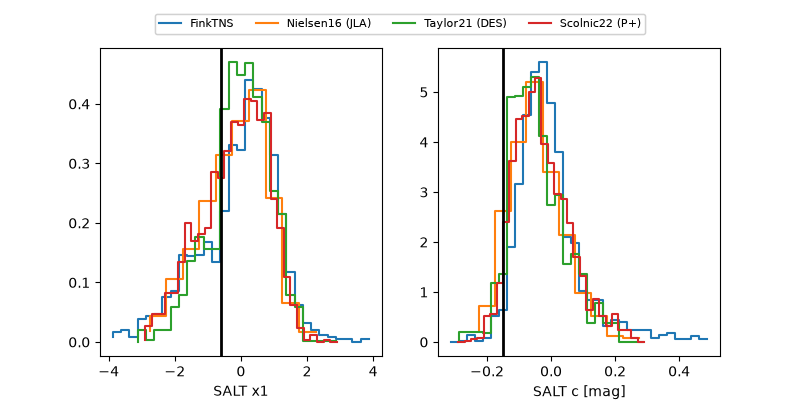 FinkTNS Nielsen16 (JLA) Taylor21 (DES) Scolnic22 (P+)
0.4
0.3
0.2
0.1
0.0
−4 −2 0 2 4
SALT x1
5
4
3
2
1
0
−0.2 0.0 0.2 0.4
SALT c [mag]